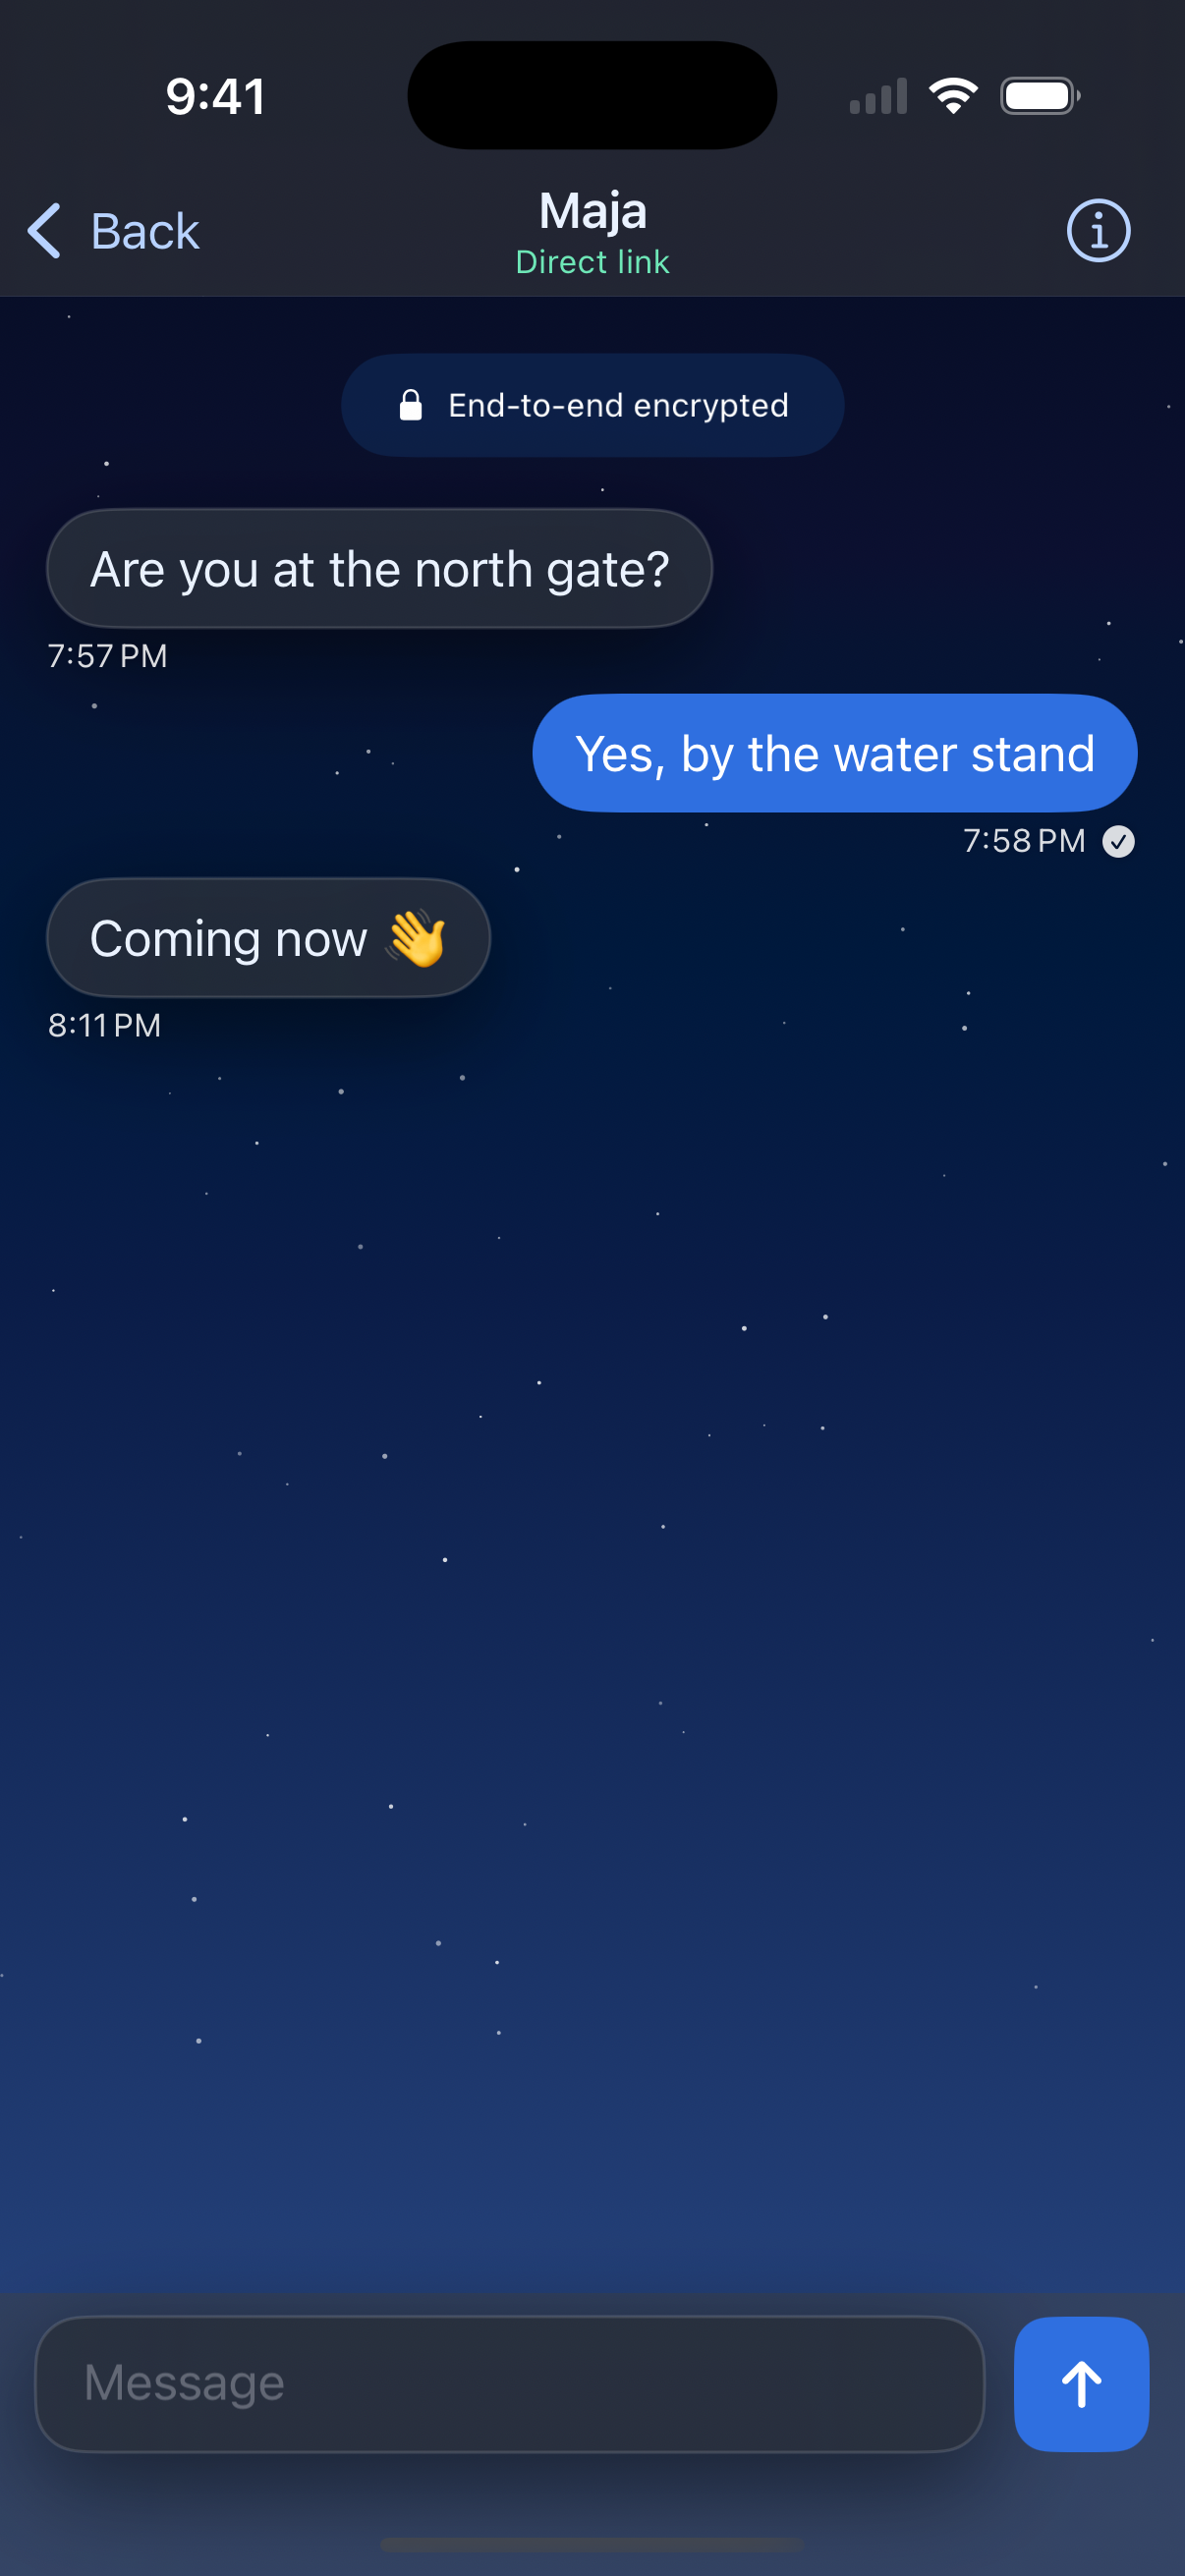 9:41
Back
Maja
Direct link
End-to-end encrypted
Are you at the north gate?
7:57 PM
Yes, by the water stand
7:58 PM
Coming now 👋
8:11 PM
Message